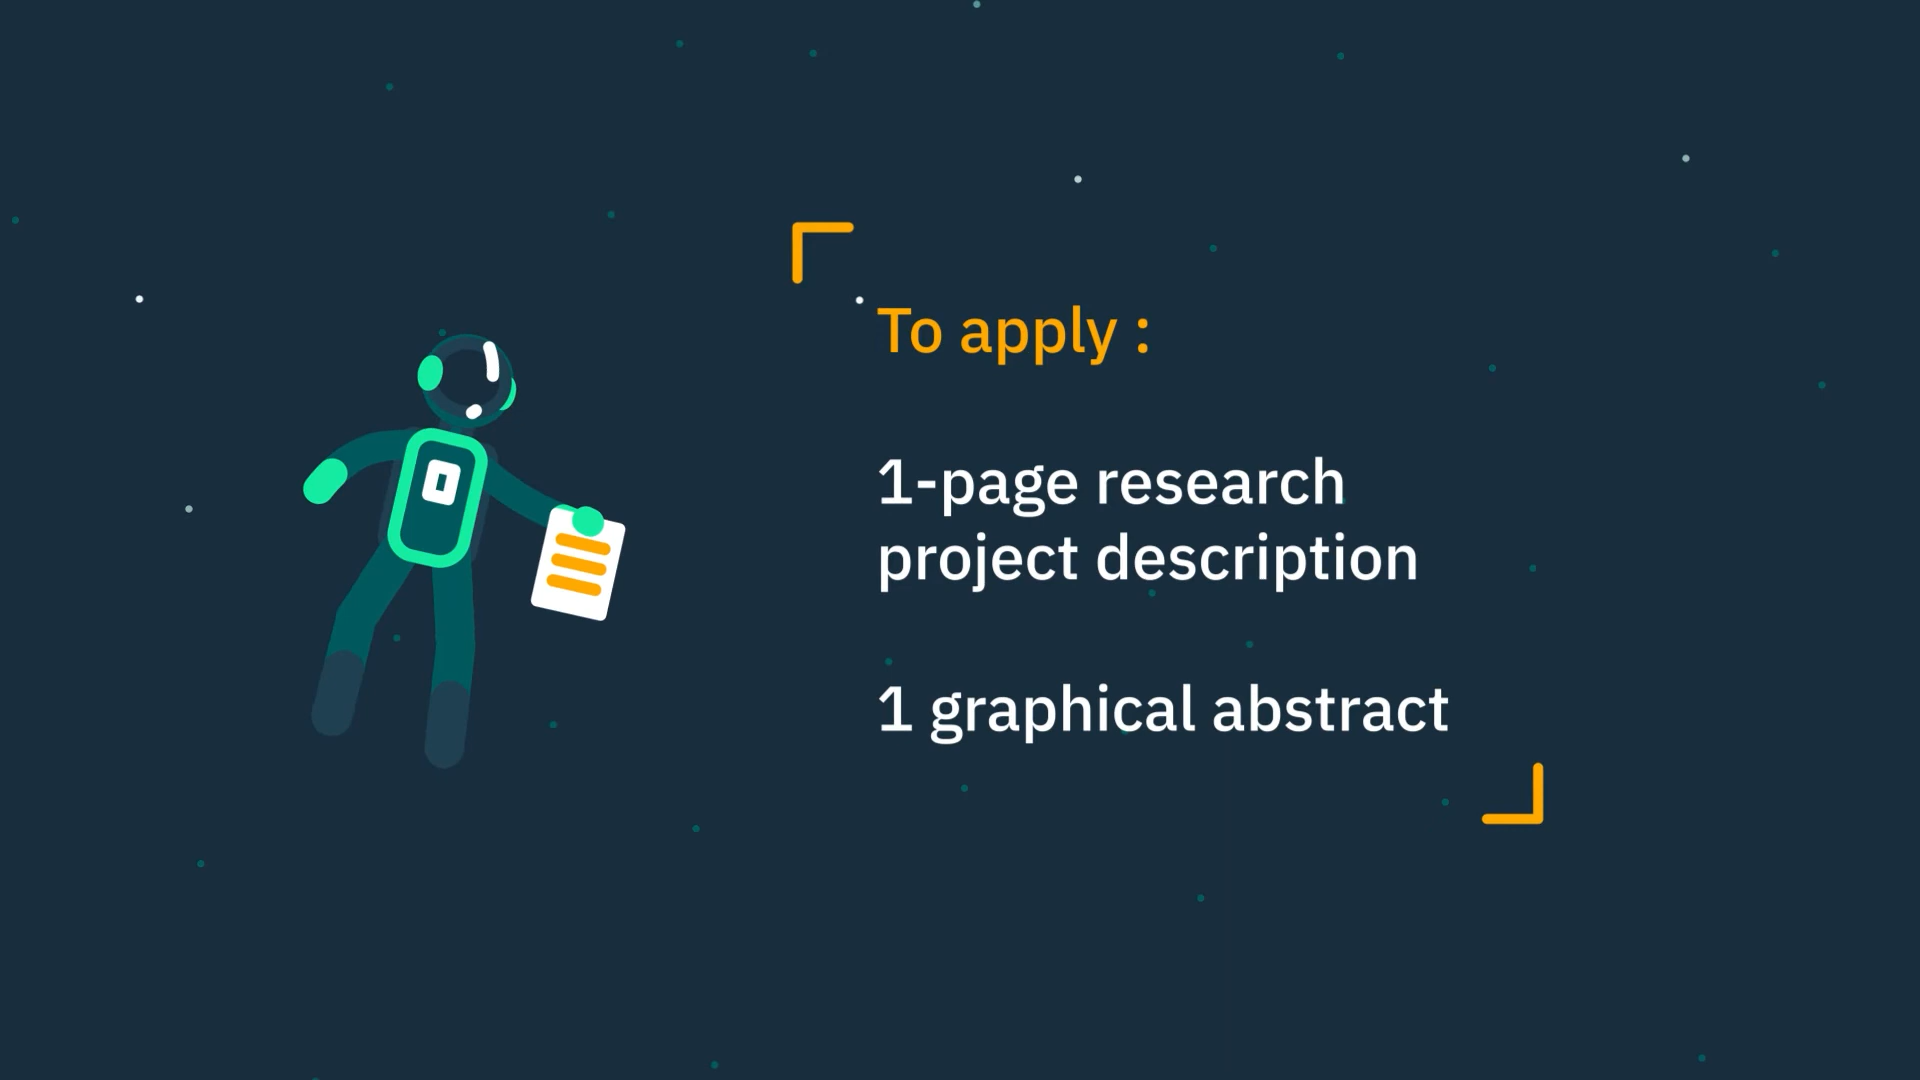 To apply :
1-page research
project description
1 graphical abstract